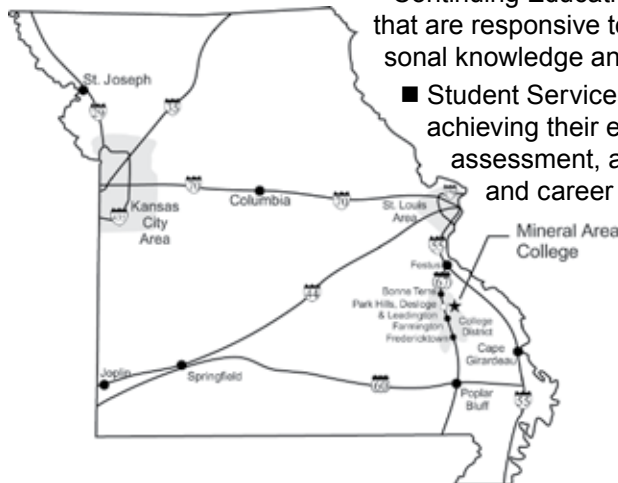 Continuing Education
that are responsive to
sonal knowledge an
■ Student Service
achieving their e
assessment, a
and career
St. Joseph
29
35
70
Columbia
70
Kansas
City
Area
St. Louis
Area
55
Mineral Area
College
Festus
67
44
Bonne Terre
Park Hills, Desloge
& Leadington
Farmington
Fredericktown
College
District
Cape
Girardeau
Joplin
Springfield
60
Poplar
Bluff
55